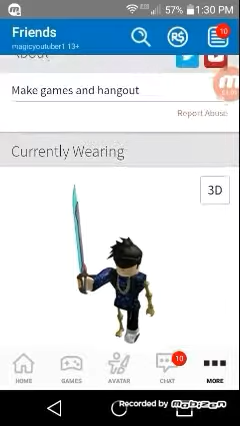 57% 1:30 PM
Friends
magicyoutuber1 13+
R$
10
About
Make games and hangout
Report Abuse
Currently Wearing
3D
10
HOME
GAMES
AVATAR
CHAT
MORE
Recorded by Mobizen